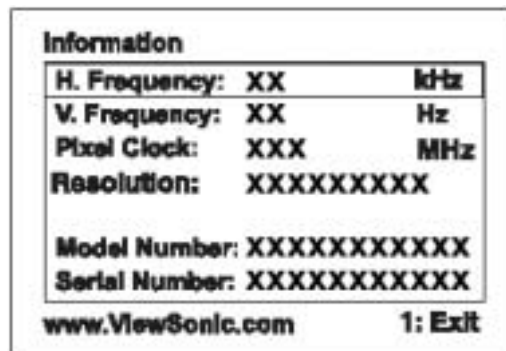 Information
H. Frequency: XX kHz
V. Frequency: XX Hz
Pixel Clock: XXX MHz
Resolution: XXXXXXXXX
Model Number: XXXXXXXXXXX
Serial Number: XXXXXXXXXXX
www.ViewSonic.com 1: Exit